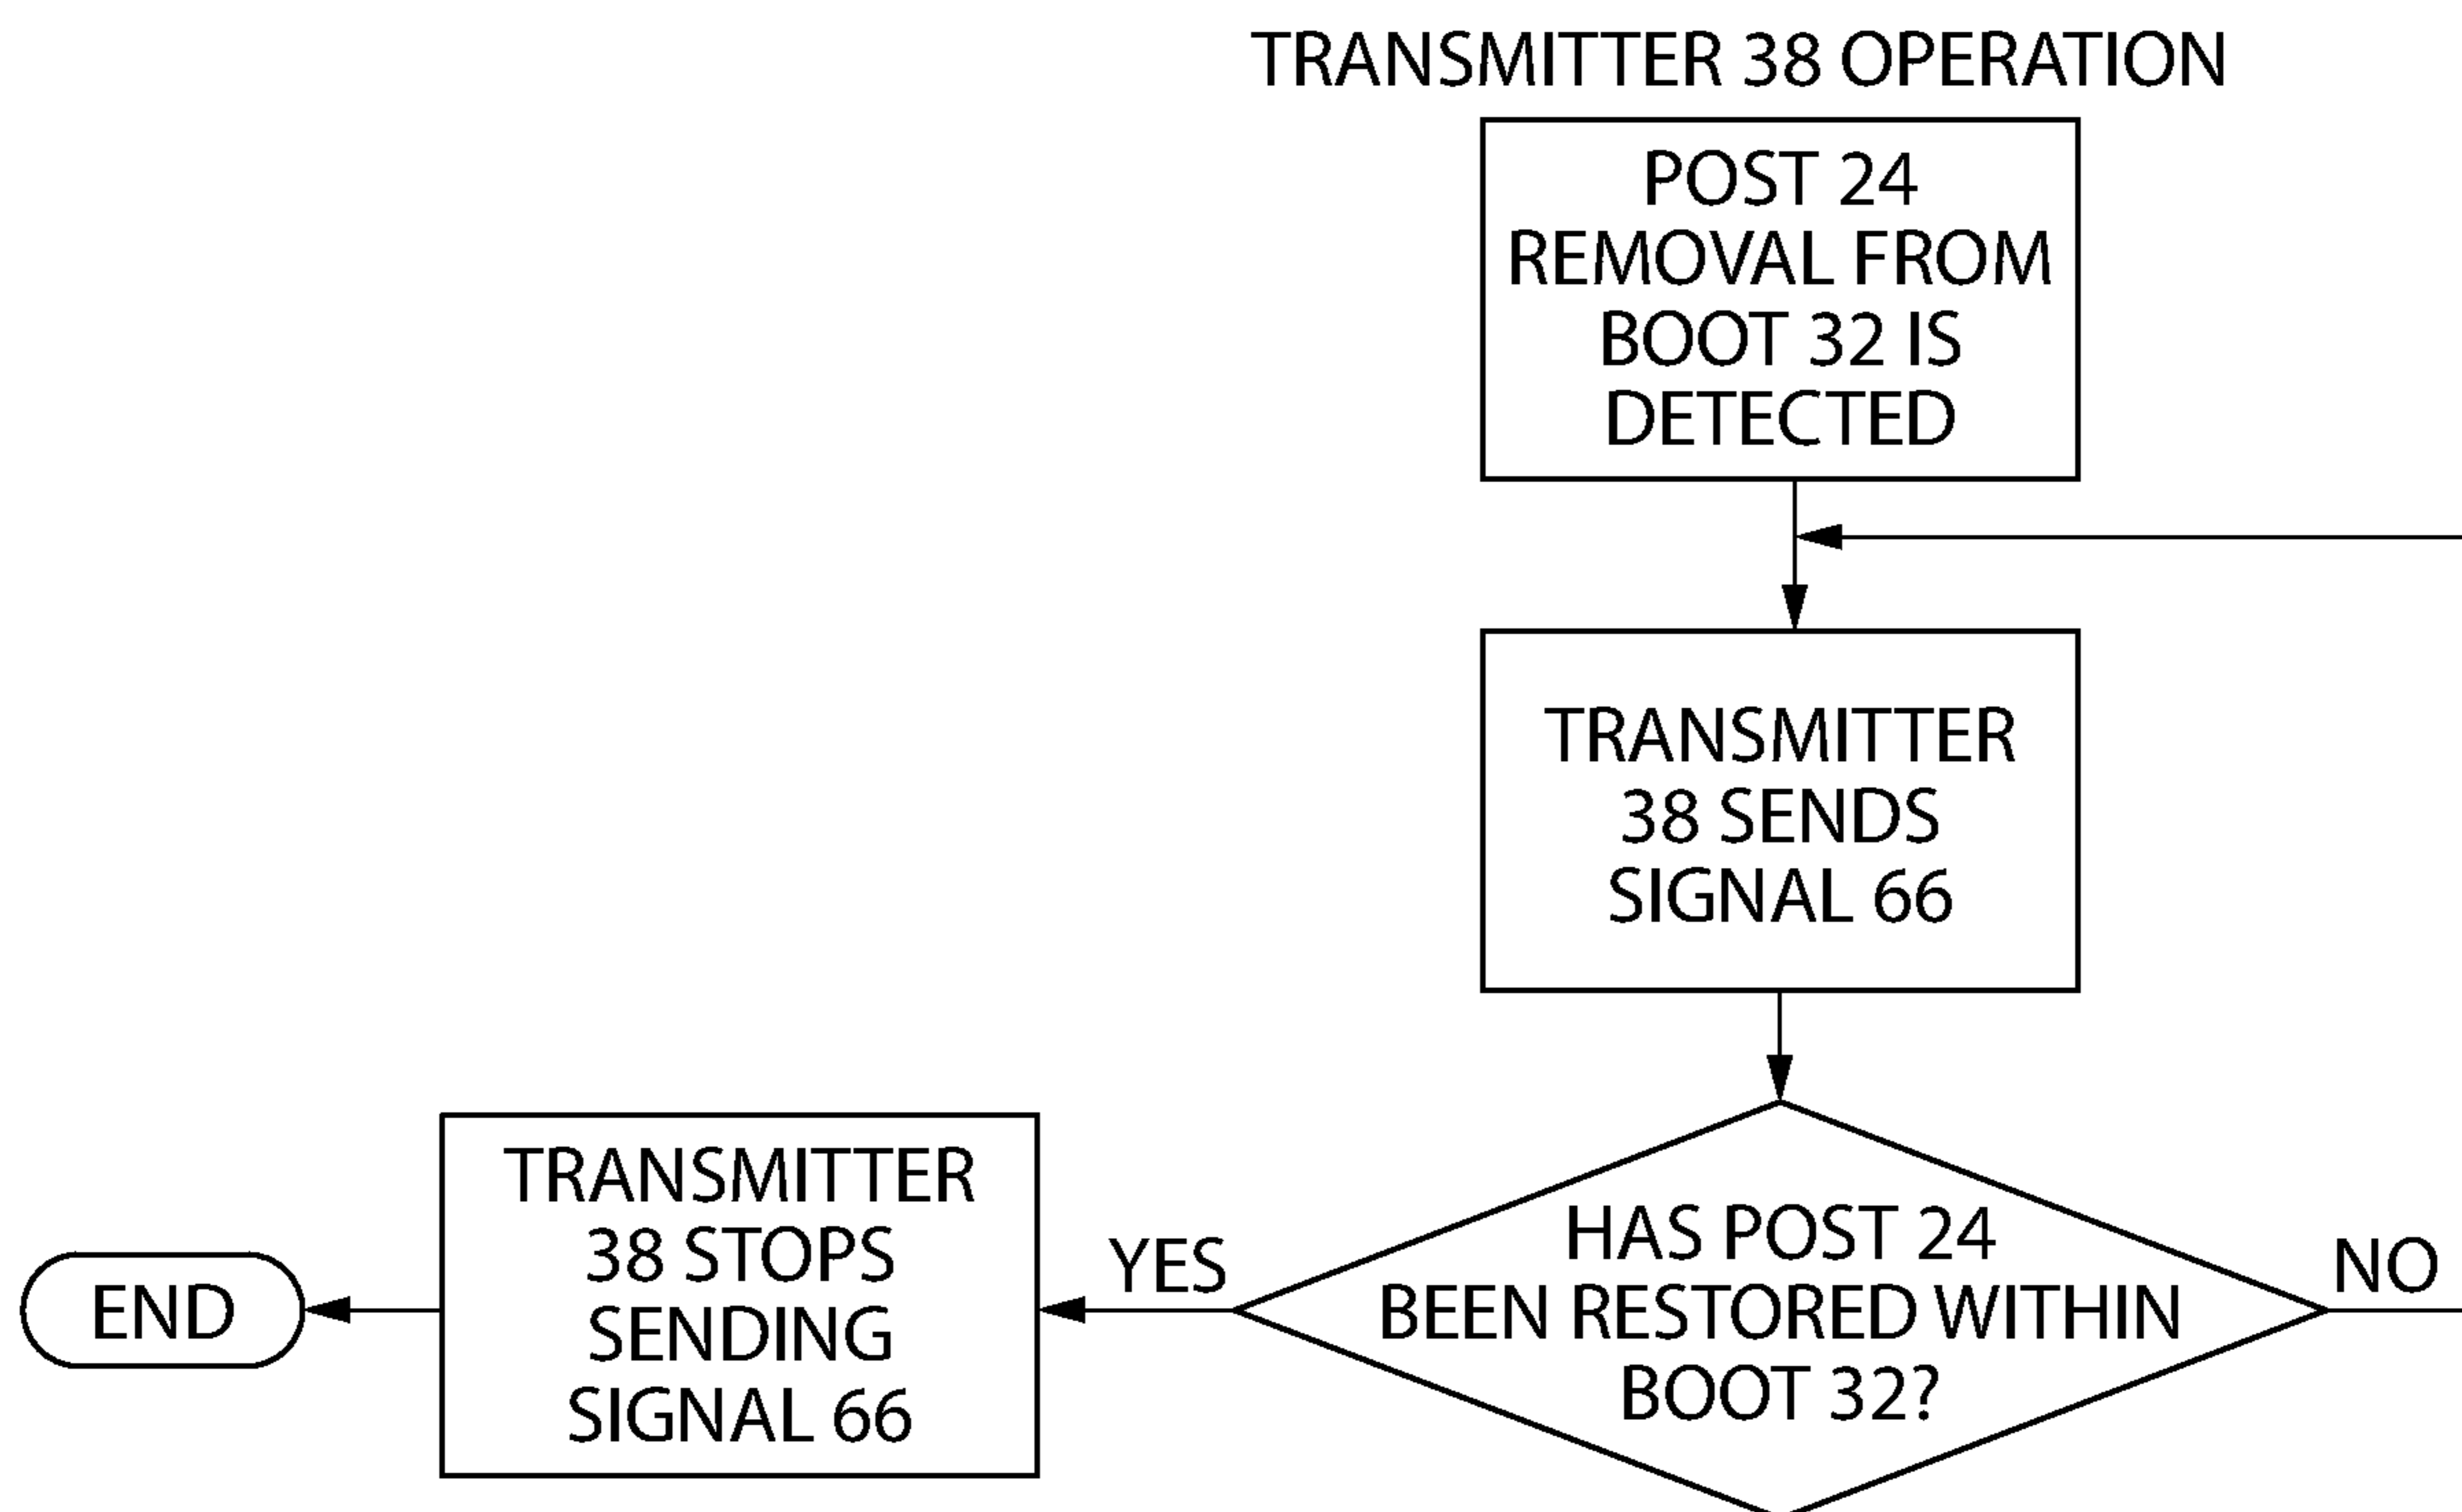 TRANSMITTER 38 OPERATION
POST 24
REMOVAL FROM
BOOT 32 IS
DETECTED
TRANSMITTER
38 SENDS
SIGNAL 66
HAS POST 24
BEEN RESTORED WITHIN
BOOT 32?
NO
YES
TRANSMITTER
38 STOPS
SENDING
SIGNAL 66
END